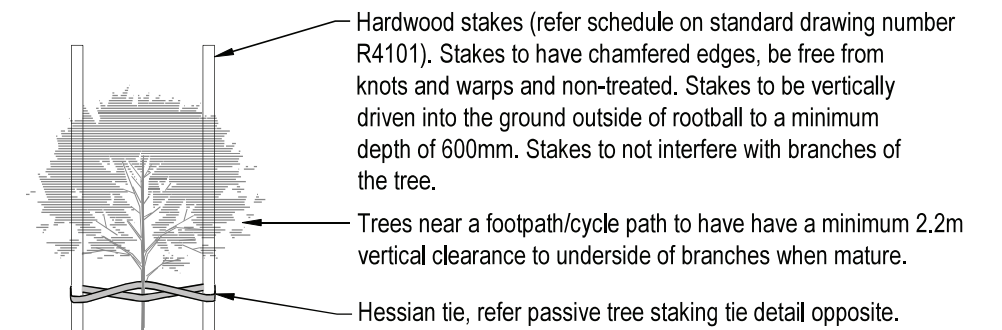 Hardwood stakes (refer schedule on standard drawing number
R4101). Stakes to have chamfered edges, be free from
knots and warps and non-treated. Stakes to be vertically
driven into the ground outside of rootball to a minimum
depth of 600mm. Stakes to not interfere with branches of
the tree.
Trees near a footpath/cycle path to have have a minimum 2.2m
vertical clearance to underside of branches when mature.
Hessian tie, refer passive tree staking tie detail opposite.